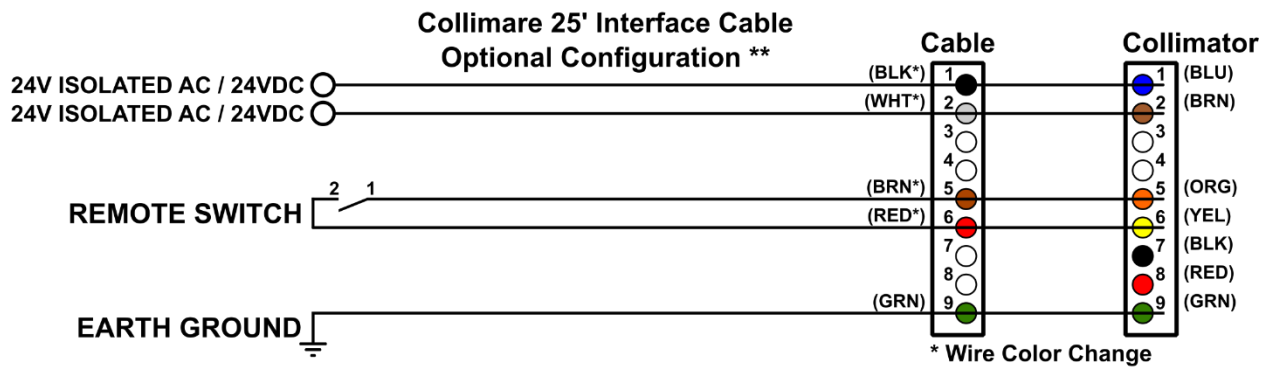 Collimare 25' Interface Cable
Optional Configuration **
Cable
Collimator
24V ISOLATED AC / 24VDC (BLK*) 1 1 (BLU)
24V ISOLATED AC / 24VDC (WHT*) 2 2 (BRN)
3 3
4 4
REMOTE SWITCH 2 1 (BRN*) 5 5 (ORG)
(RED*) 6 6 (YEL)
7 7 (BLK)
8 8 (RED)
EARTH GROUND (GRN) 9 9 (GRN)
* Wire Color Change